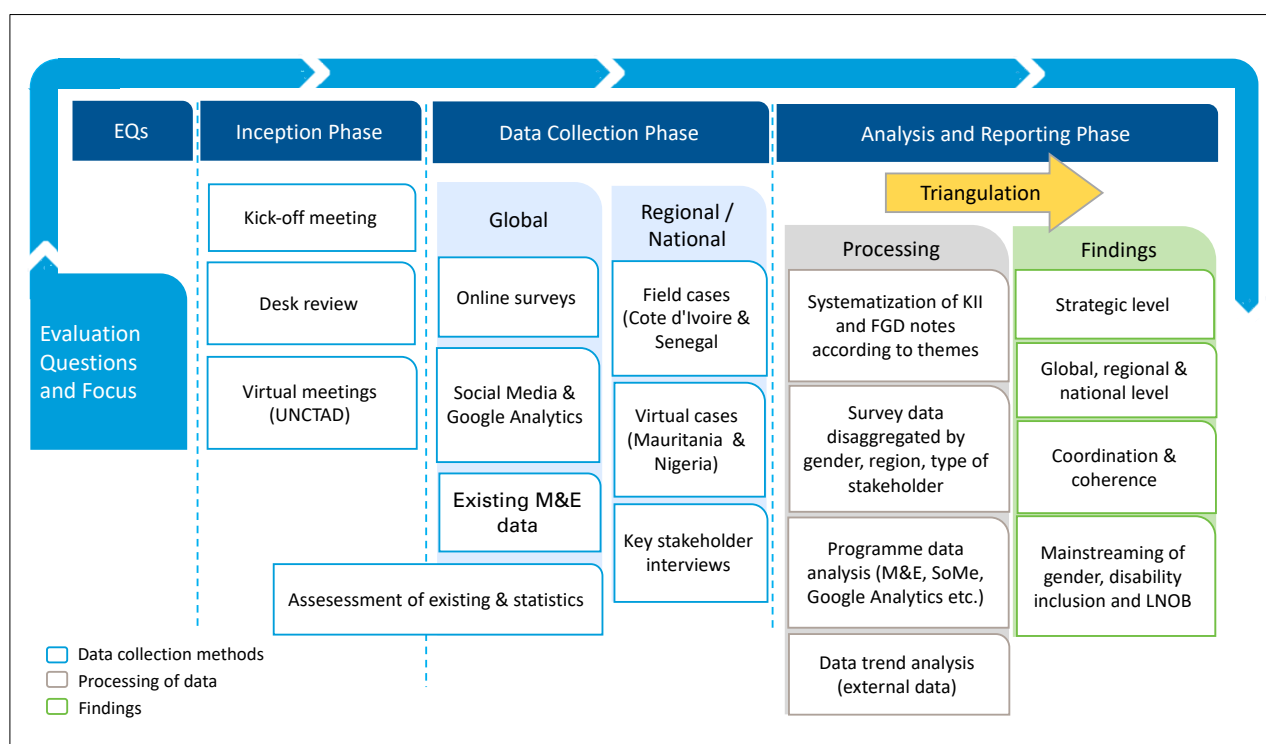 EQs
Inception Phase
Data Collection Phase
Analysis and Reporting Phase
Triangulation
Evaluation
Questions
and Focus
Kick-off meeting
Desk review
Virtual meetings
(UNCTAD)
Global
Online surveys
Social Media &
Google Analytics
Existing M&E
data
Assesessment of existing & statistics
Regional /
National
Field cases
(Cote d'Ivoire &
Senegal
Virtual cases
(Mauritania &
Nigeria)
Key stakeholder
interviews
Processing
Systematization of KII
and FGD notes
according to themes
Survey data
disaggregated by
gender, region, type of
stakeholder
Programme data
analysis (M&E, SoMe,
Google Analytics etc.)
Data trend analysis
(external data)
Findings
Strategic level
Global, regional &
national level
Coordination &
coherence
Mainstreaming of
gender, disability
inclusion and LNOB
Data collection methods
Processing of data
Findings